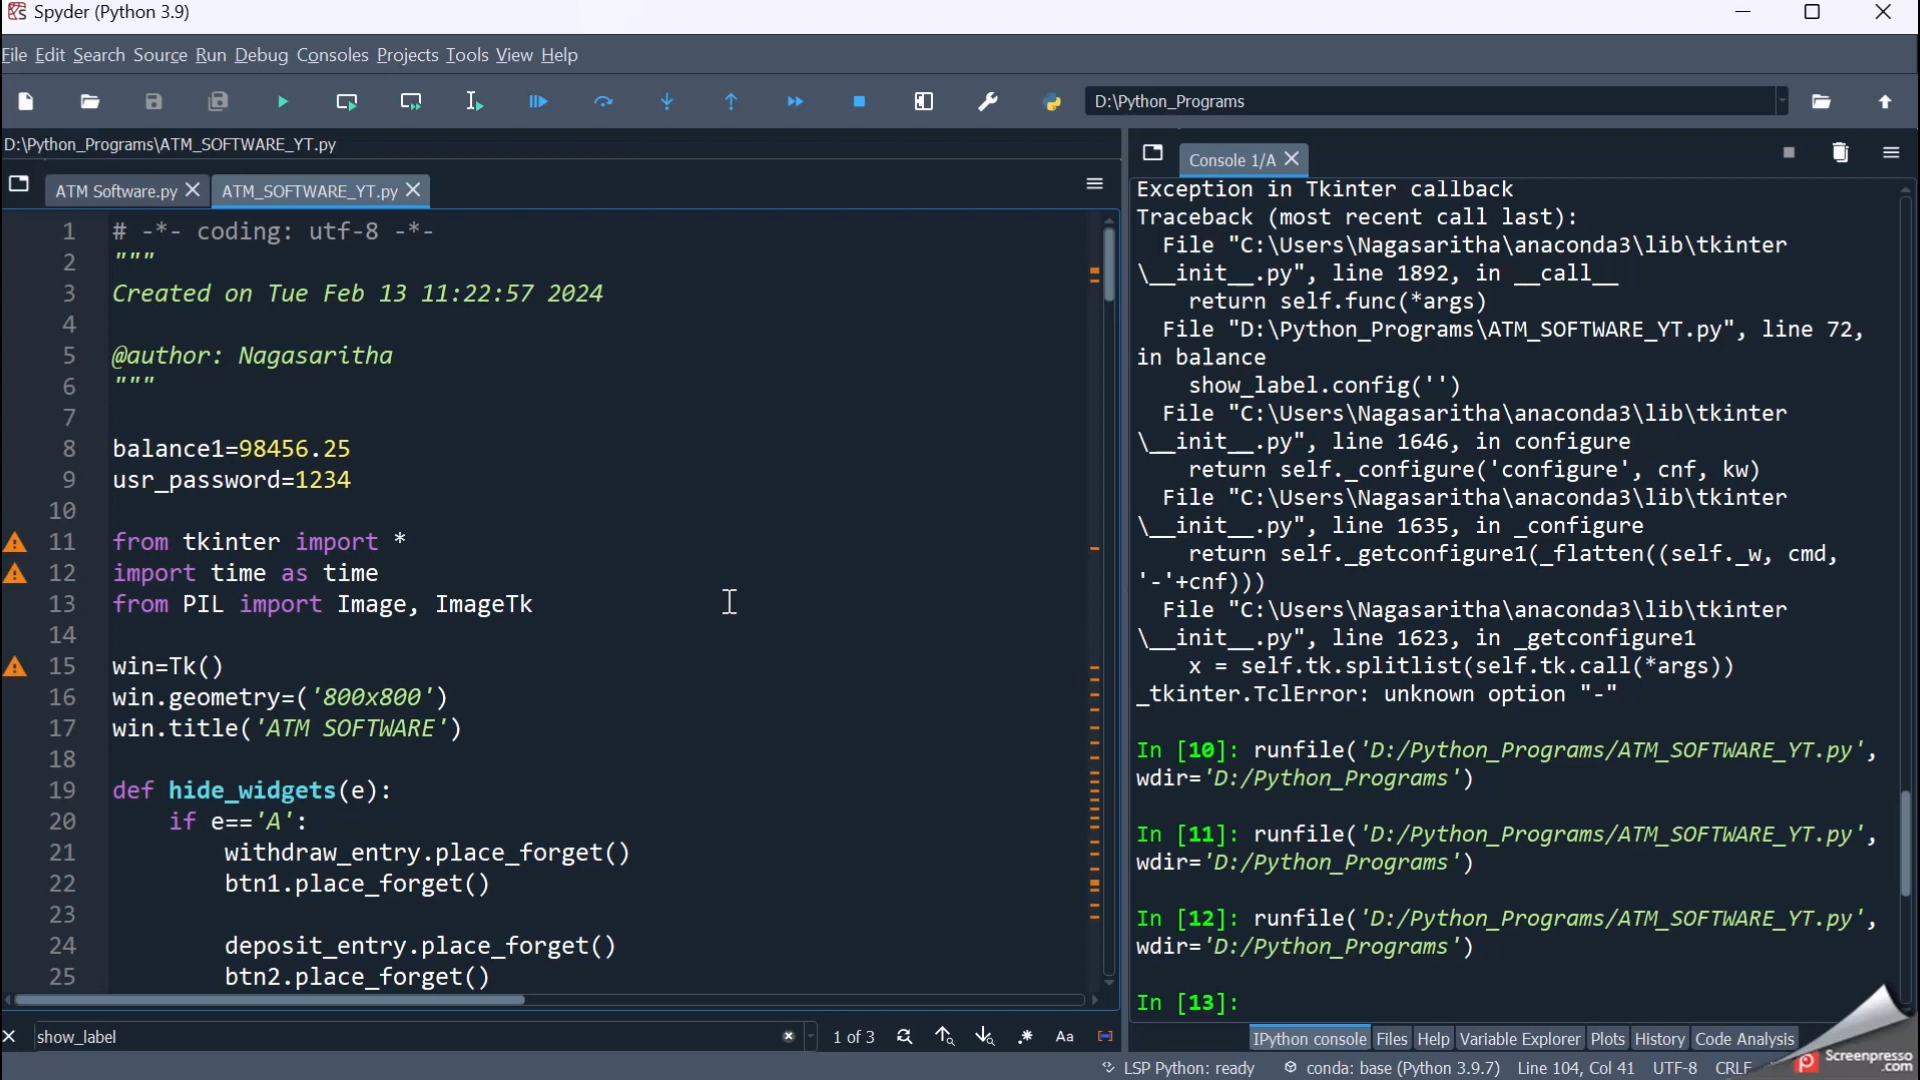 Spyder (Python 3.9)
File Edit Search Source Run Debug Consoles Projects Tools View Help
D:\Python_Programs
D:\Python_Programs\ATM_SOFTWARE_YT.py
ATM Software.py
ATM_SOFTWARE_YT.py
1 # -*- coding: utf-8 -*-
2 """
3 Created on Tue Feb 13 11:22:57 2024
4
5 @author: Nagasaritha
6 """
7
8 balance1=98456.25
9 usr_password=1234
10
11 from tkinter import *
12 import time as time
13 from PIL import Image, ImageTk
14
15 win=Tk()
16 win.geometry=('800x800')
17 win.title('ATM SOFTWARE')
18
19 def hide_widgets(e):
20 if e=='A':
21 withdraw_entry.place_forget()
22 btn1.place_forget()
23
24 deposit_entry.place_forget()
25 btn2.place_forget()
show_label
1 of 3
Aa
Console 1/A
Exception in Tkinter callback
Traceback (most recent call last):
File "C:\Users\Nagasaritha\anaconda3\lib\tkinter
\__init__.py", line 1892, in __call__
return self.func(*args)
File "D:\Python_Programs\ATM_SOFTWARE_YT.py", line 72,
in balance
show_label.config('')
File "C:\Users\Nagasaritha\anaconda3\lib\tkinter
\__init__.py", line 1646, in configure
return self._configure('configure', cnf, kw)
File "C:\Users\Nagasaritha\anaconda3\lib\tkinter
\__init__.py", line 1635, in _configure
return self._getconfigure1(_flatten((self._w, cmd,
'-'+cnf)))
File "C:\Users\Nagasaritha\anaconda3\lib\tkinter
\__init__.py", line 1623, in _getconfigure1
x = self.tk.splitlist(self.tk.call(*args))
_tkinter.TclError: unknown option "-"
In [10]: runfile('D:/Python_Programs/ATM_SOFTWARE_YT.py',
wdir='D:/Python_Programs')
In [11]: runfile('D:/Python_Programs/ATM_SOFTWARE_YT.py',
wdir='D:/Python_Programs')
In [12]: runfile('D:/Python_Programs/ATM_SOFTWARE_YT.py',
wdir='D:/Python_Programs')
In [13]:
IPython console Files Help Variable Explorer Plots History Code Analysis
LSP Python: ready conda: base (Python 3.9.7) Line 104, Col 41 UTF-8 CRLF
Screenpresso
.com